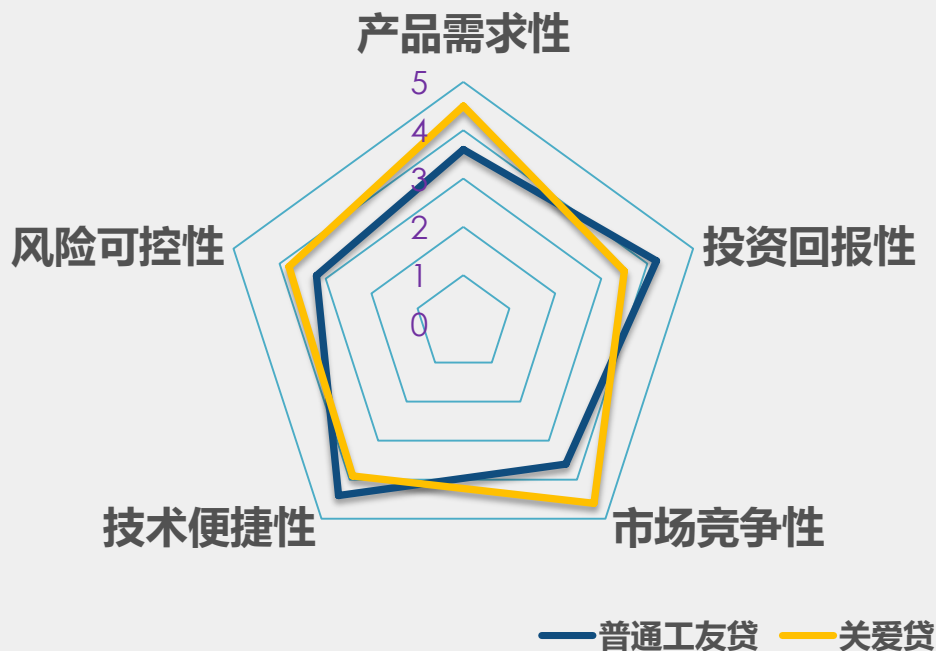 产品需求性
5
4
3
2
1
0
风险可控性
投资回报性
技术便捷性
市场竞争性
普通工友贷
关爱贷